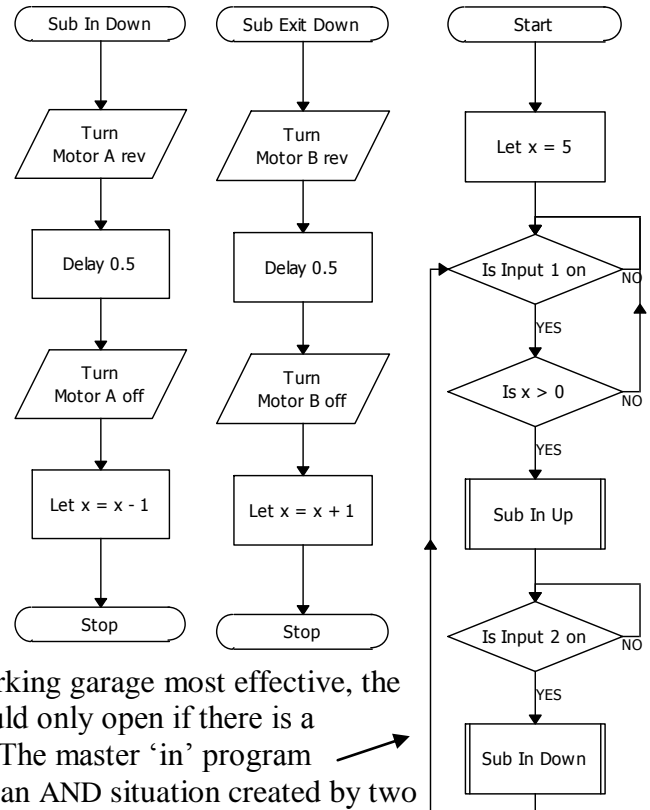 Sub In Down
Turn
Motor A rev
Delay 0.5
Turn
Motor A off
Let x = x - 1
Stop
Sub Exit Down
Turn
Motor B rev
Delay 0.5
Turn
Motor B off
Let x = x + 1
Stop
Start
Let x = 5
Is Input 1 on
NO
YES
Is x > 0
NO
YES
Sub In Up
Is Input 2 on
NO
YES
Sub In Down
rking garage most effective, the
uld only open if there is a
The master ‘in’ program
an AND situation created by two